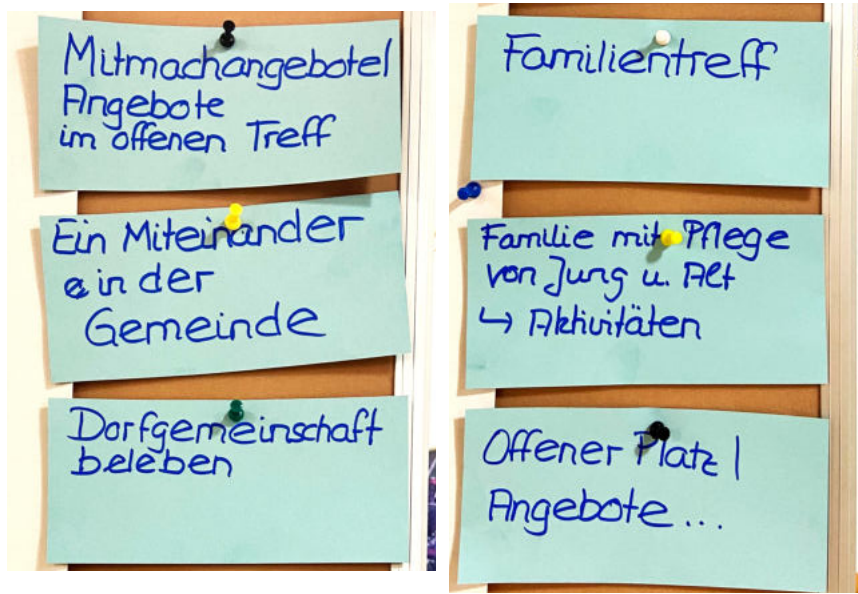 Mitmachangebote/
Angebote
im offenen Treff
Ein Miteinander
in der
Gemeinde
Dorfgemeinschaft
beleben
Familientreff
Familie mit Pflege
von Jung u. Alt
↳ Aktivitäten
Offener Platz /
Angebote...